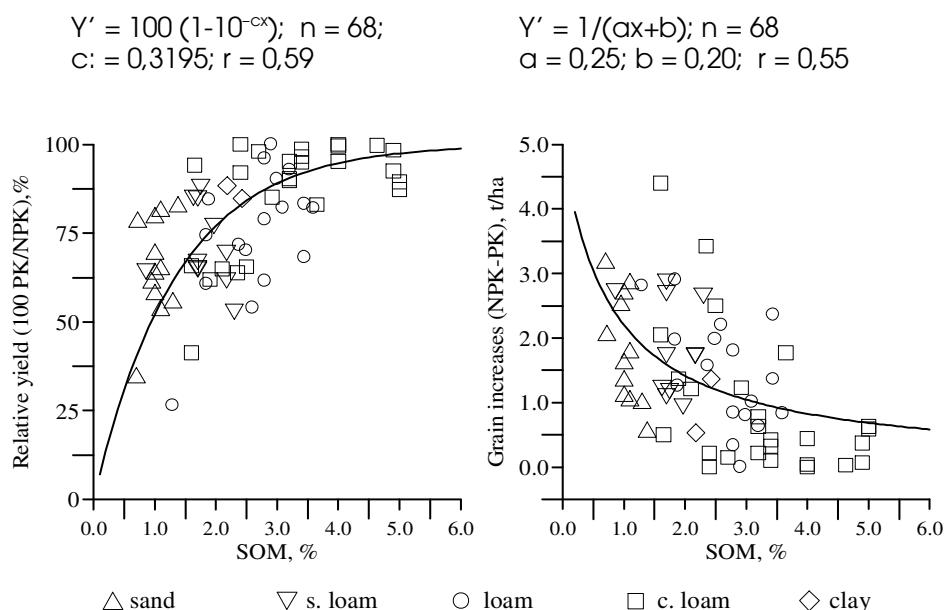 Y′ = 100 (1-10⁻ᶜˣ); n = 68;
c: = 0,3195; r = 0,59
Y′ = 1/(ax+b); n = 68
a = 0,25; b = 0,20; r = 0,55
Relative yield (100 PK/NPK),%
100
75
50
25
0
0.0 1.0 2.0 3.0 4.0 5.0 6.0
SOM, %
Grain increases (NPK-PK), t/ha
5.0
4.0
3.0
2.0
1.0
0.0
0.0 1.0 2.0 3.0 4.0 5.0 6.0
SOM, %
sand s. loam loam c. loam clay